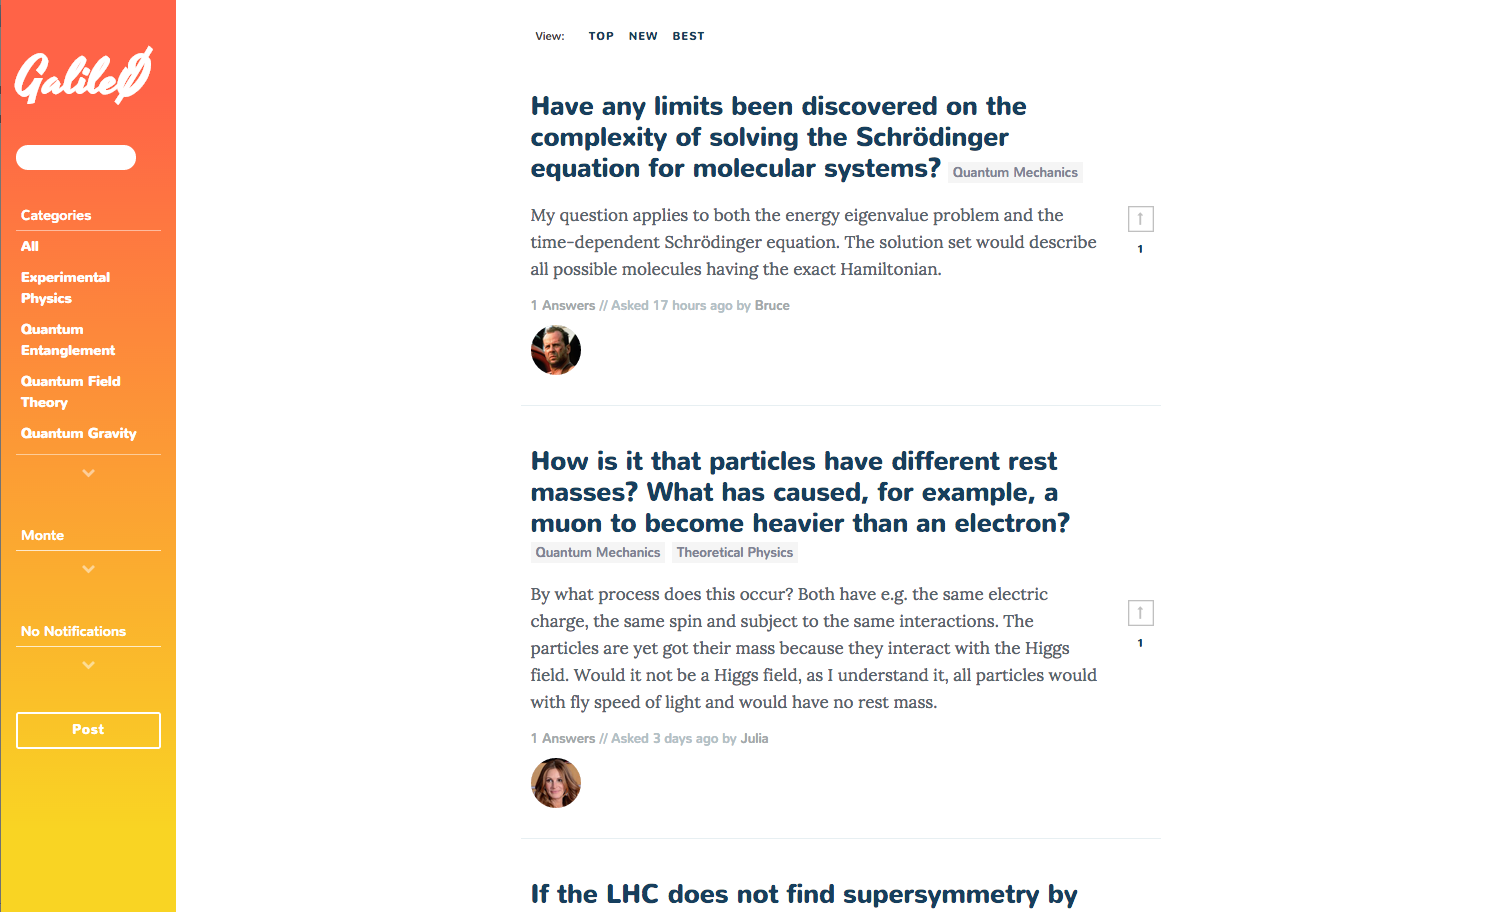 GalileØ
Categories
All
Experimental
Physics
Quantum
Entanglement
Quantum Field
Theory
Quantum Gravity
Monte
No Notifications
Post
View: TOP NEW BEST
Have any limits been discovered on the
complexity of solving the Schrödinger
equation for molecular systems? Quantum Mechanics
My question applies to both the energy eigenvalue problem and the
time-dependent Schrödinger equation. The solution set would describe
all possible molecules having the exact Hamiltonian.
↑
1
1 Answers // Asked 17 hours ago by Bruce
How is it that particles have different rest
masses? What has caused, for example, a
muon to become heavier than an electron?
Quantum Mechanics Theoretical Physics
By what process does this occur? Both have e.g. the same electric
charge, the same spin and subject to the same interactions. The
particles are yet got their mass because they interact with the Higgs
field. Would it not be a Higgs field, as I understand it, all particles would
with fly speed of light and would have no rest mass.
↑
1
1 Answers // Asked 3 days ago by Julia
If the LHC does not find supersymmetry by